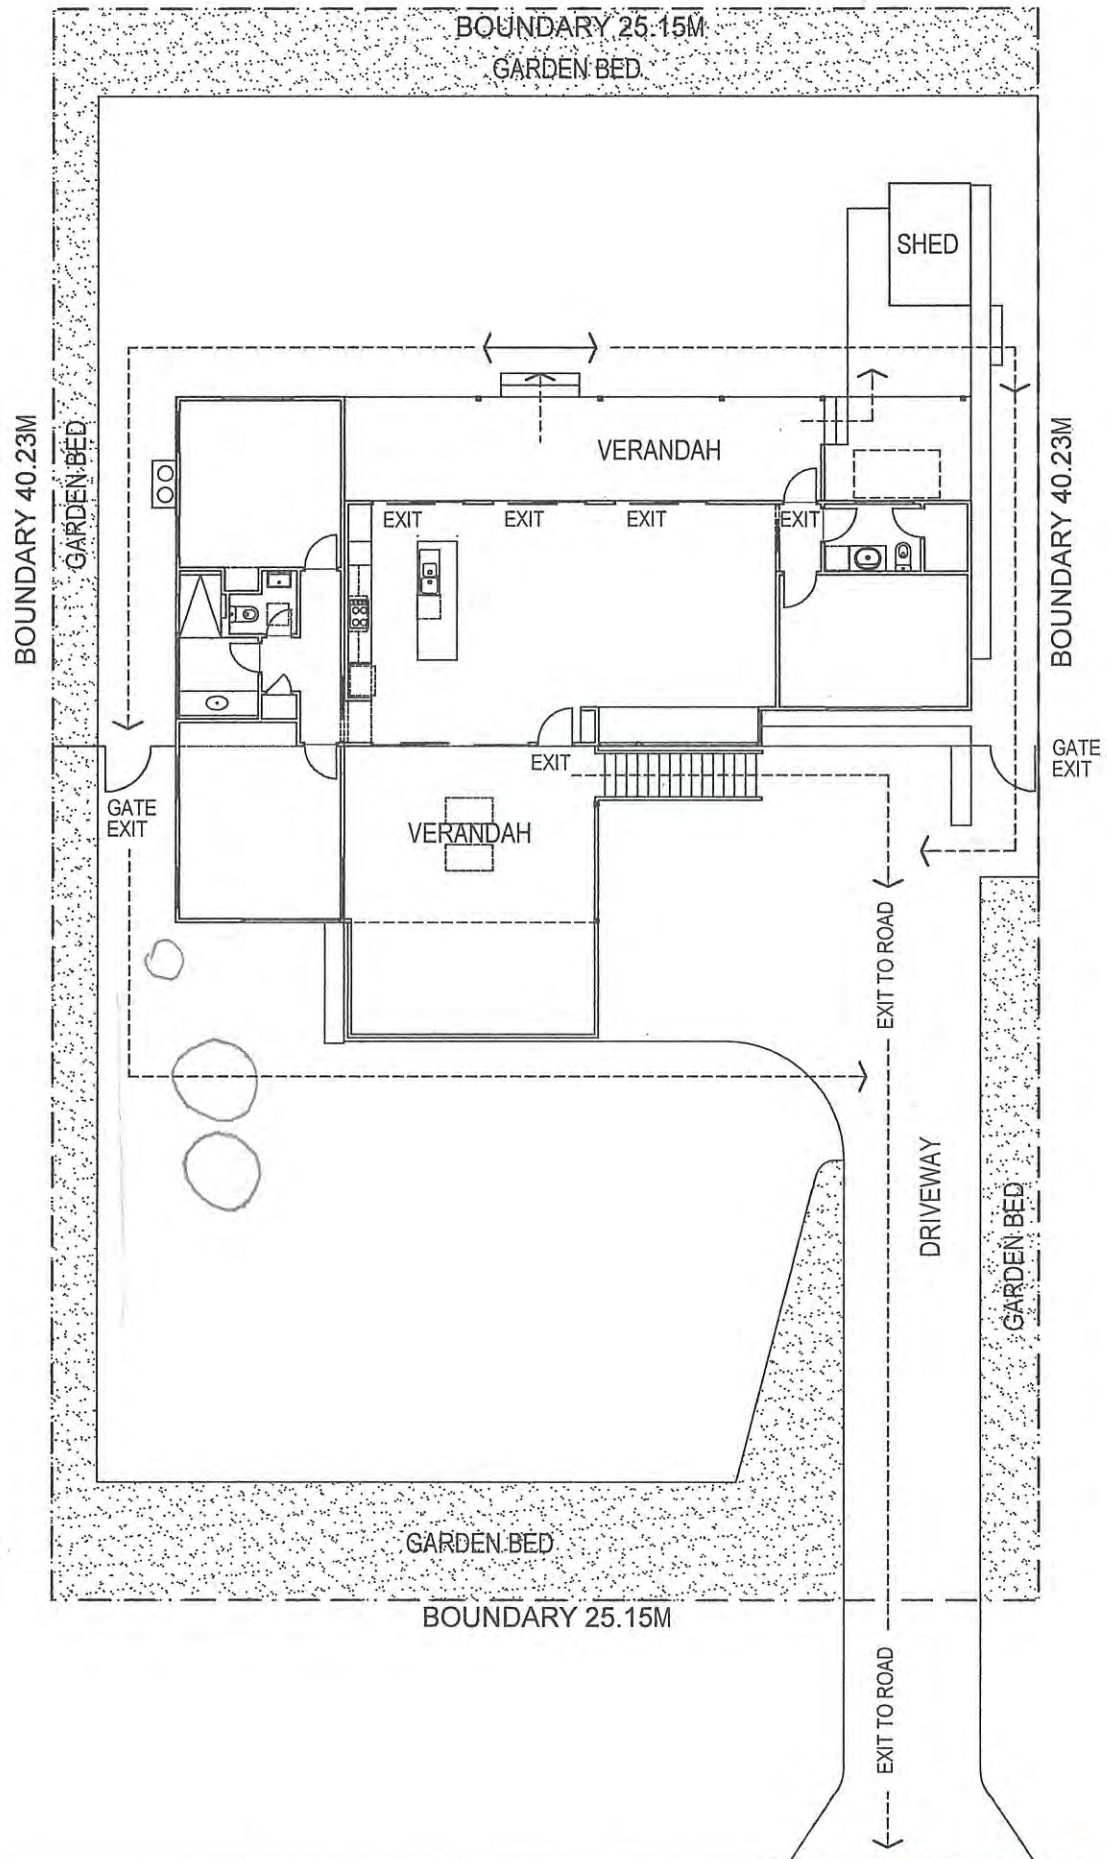 BOUNDARY 25.15M
GARDEN BED
SHED
BOUNDARY 40.23M
GARDEN BED
VERANDAH
BOUNDARY 40.23M
EXIT
EXIT
EXIT
EXIT
EXIT
GATE
EXIT
GATE
EXIT
VERANDAH
EXIT TO ROAD
DRIVEWAY
GARDEN BED
GARDEN BED
BOUNDARY 25.15M
EXIT TO ROAD